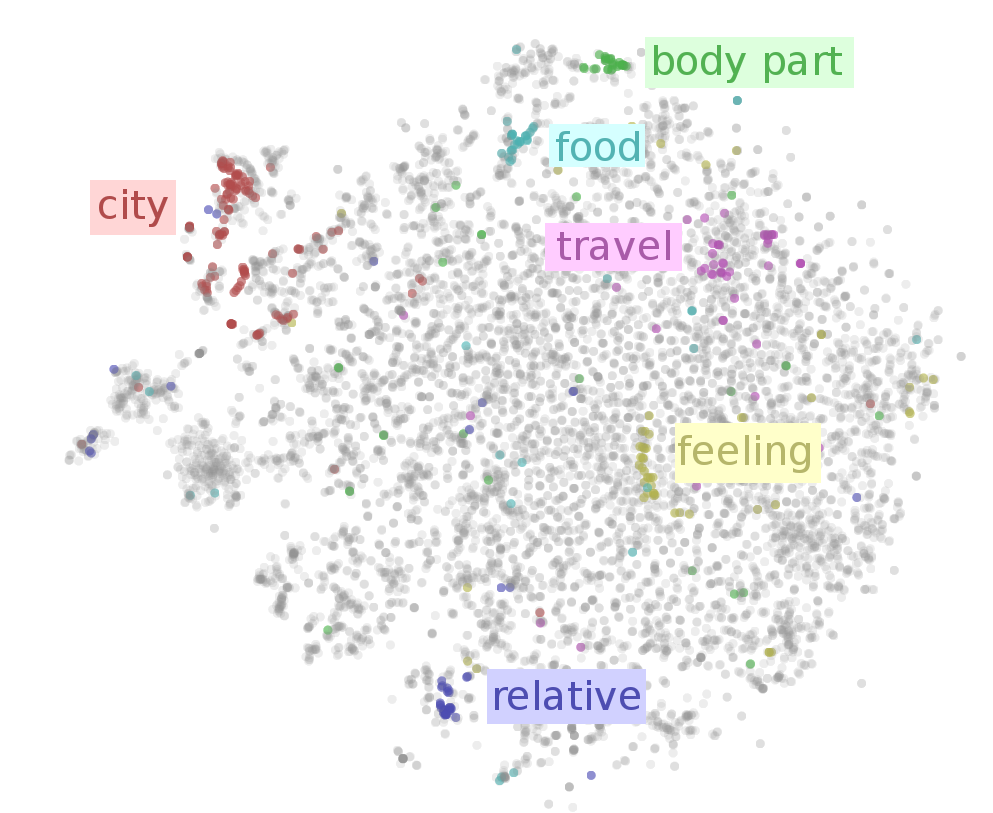 body part
food
city
travel
feeling
relative